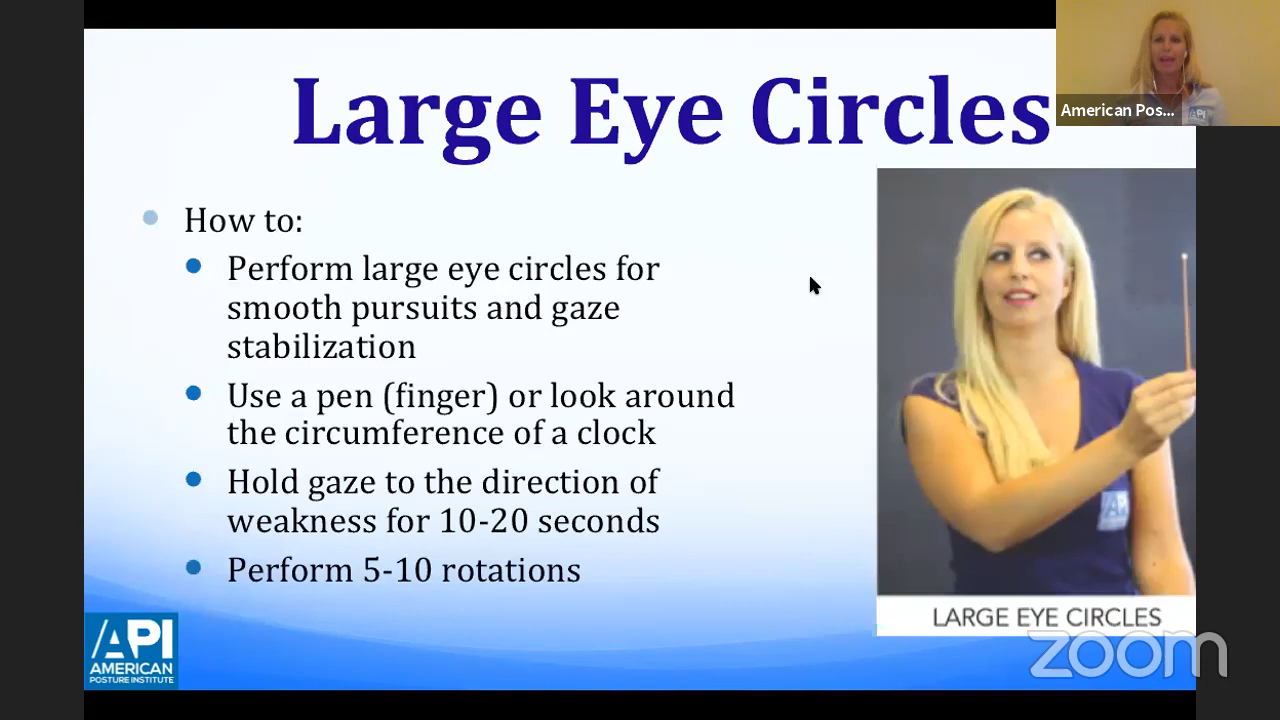 Large Eye Circles
American Pos...
API
How to:
Perform large eye circles for
smooth pursuits and gaze
stabilization
Use a pen (finger) or look around
the circumference of a clock
Hold gaze to the direction of
weakness for 10-20 seconds
Perform 5-10 rotations
API
LARGE EYE CIRCLES
zoom
API
AMERICAN
POSTURE INSTITUTE